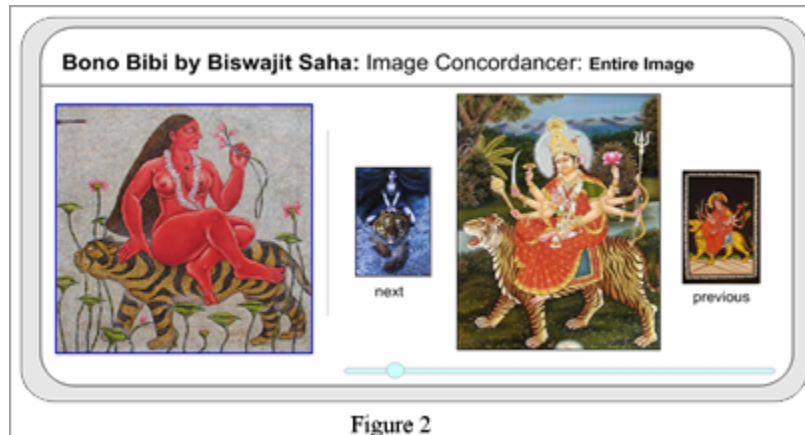 Bono Bibi by Biswajit Saha: Image Concordancer: Entire Image
next
previous
Figure 2